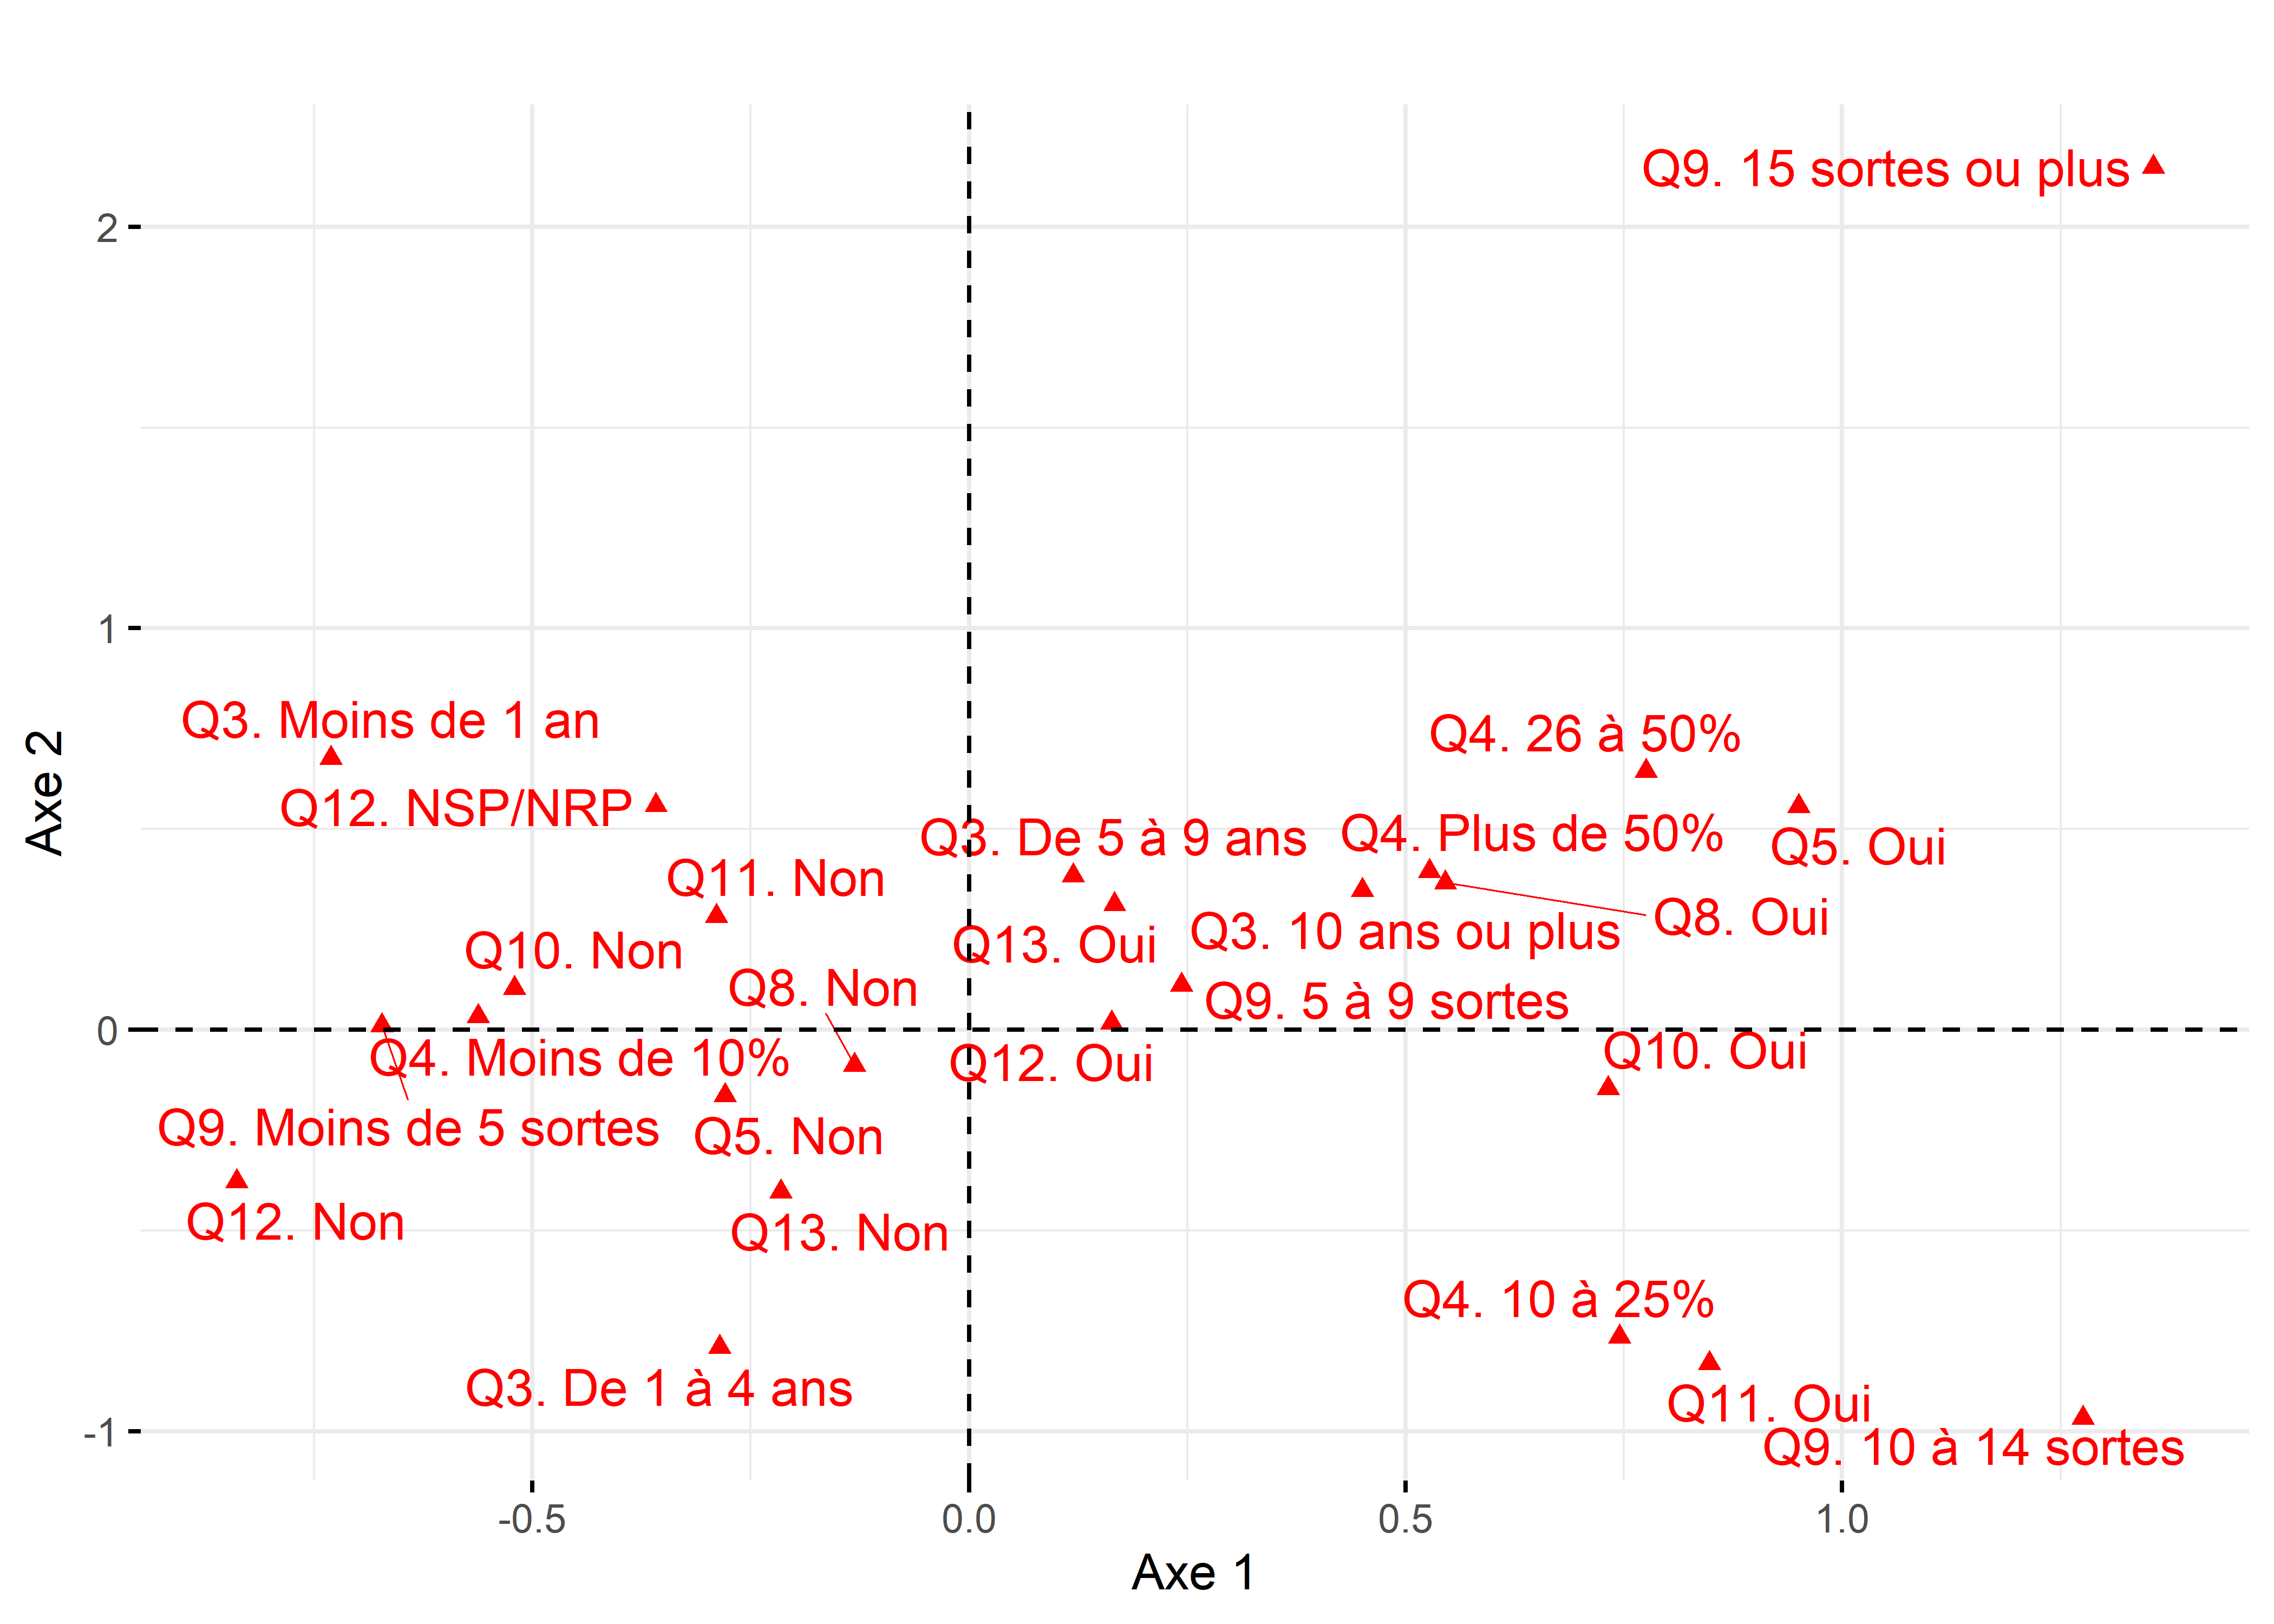 Q9. 15 sortes ou plus
2
1
Axe 2
Q3. Moins de 1 an
Q4. 26 à 50%
Q12. NSP/NRP
Q3. De 5 à 9 ans
Q4. Plus de 50%
Q5. Oui
Q11. Non
Q8. Oui
Q3. 10 ans ou plus
Q13. Oui
Q10. Non
Q8. Non
Q9. 5 à 9 sortes
0
Q4. Moins de 10%
Q12. Oui
Q10. Oui
Q9. Moins de 5 sortes
Q5. Non
Q12. Non
Q13. Non
Q4. 10 à 25%
Q3. De 1 à 4 ans
Q11. Oui
-1
Q9. 10 à 14 sortes
-0.5
0.0
0.5
1.0
Axe 1